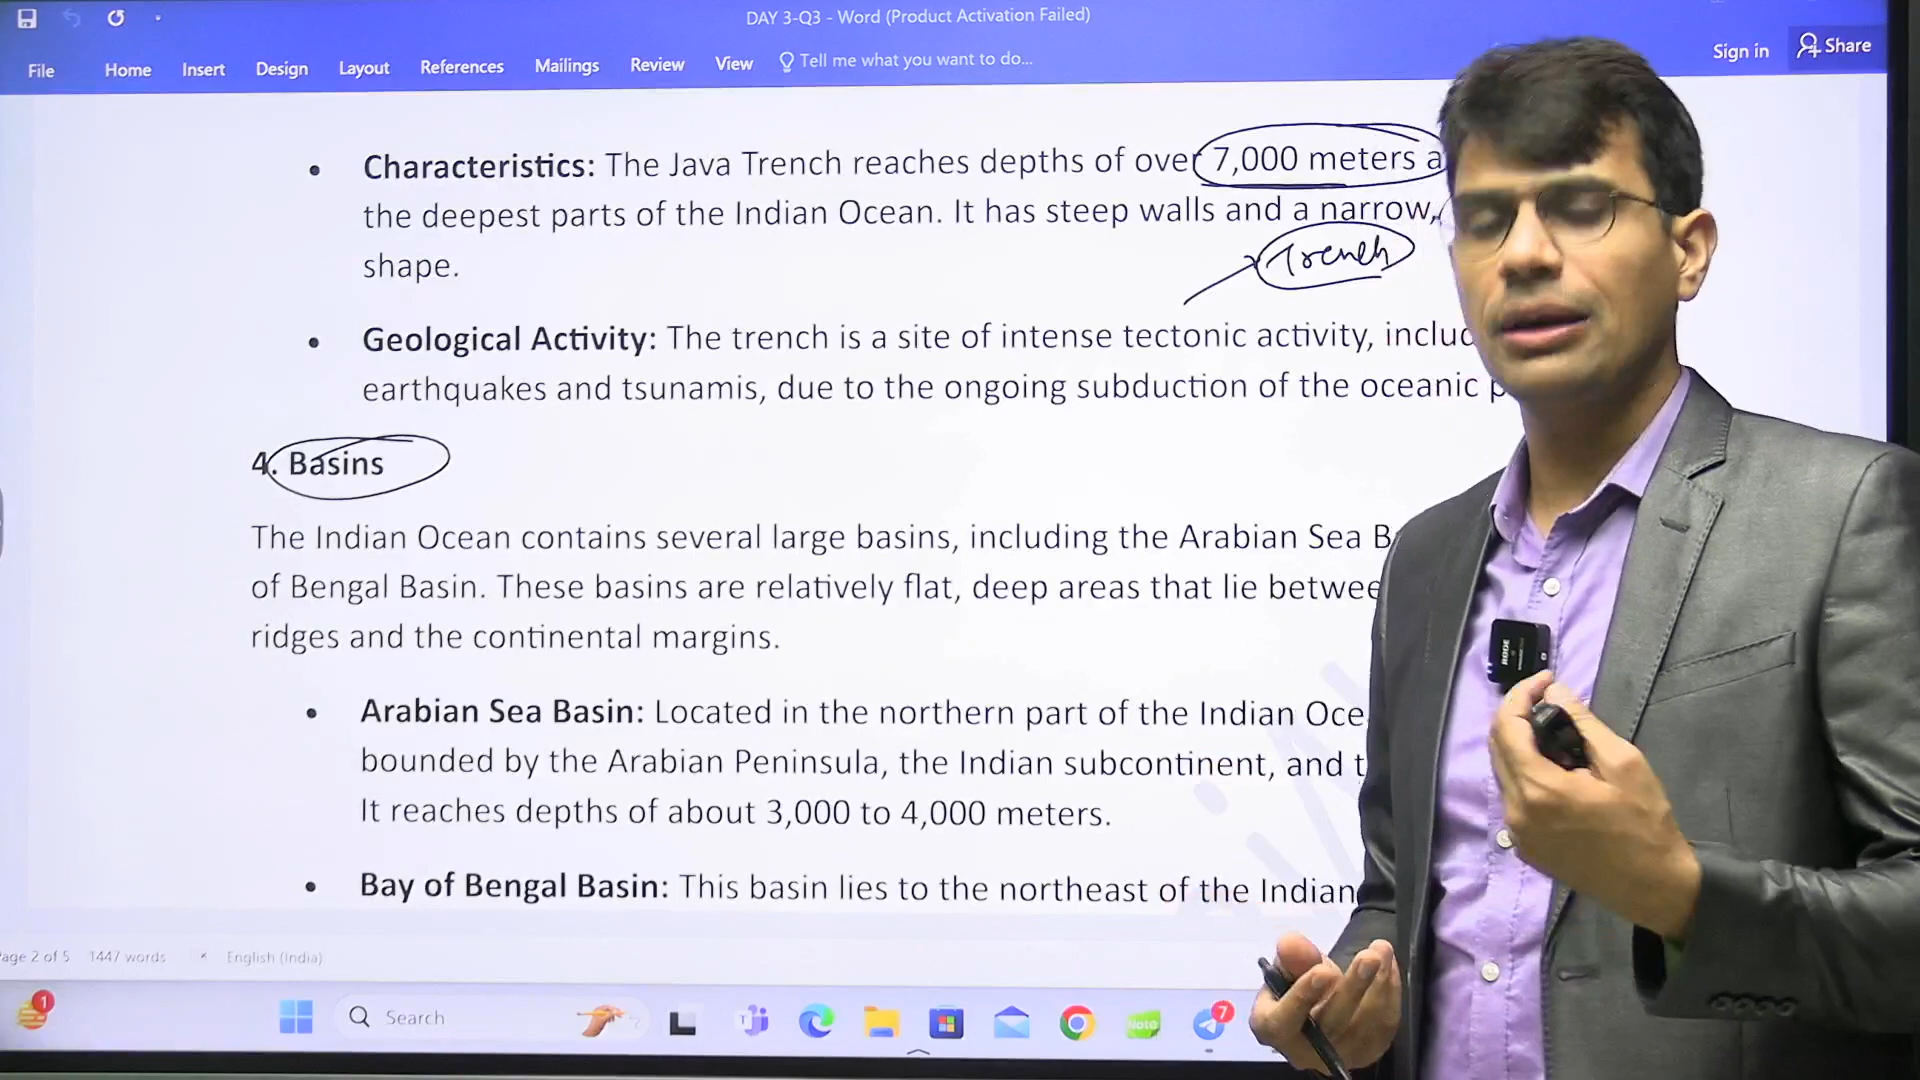 DAY 3-Q3 - Word (Product Activation Failed)
File Home Insert Design Layout References Mailings Review View Tell me what you want to do... Sign in Share
• Characteristics: The Java Trench reaches depths of over 7,000 meters a
the deepest parts of the Indian Ocean. It has steep walls and a narrow,
shape.
Trench
• Geological Activity: The trench is a site of intense tectonic activity, includ
earthquakes and tsunamis, due to the ongoing subduction of the oceanic p
4. Basins
The Indian Ocean contains several large basins, including the Arabian Sea B
of Bengal Basin. These basins are relatively flat, deep areas that lie betwee
ridges and the continental margins.
• Arabian Sea Basin: Located in the northern part of the Indian Oce
bounded by the Arabian Peninsula, the Indian subcontinent, and t
It reaches depths of about 3,000 to 4,000 meters.
• Bay of Bengal Basin: This basin lies to the northeast of the Indian
age 2 of 5 1447 words English (India)
1
Search
7
RODE